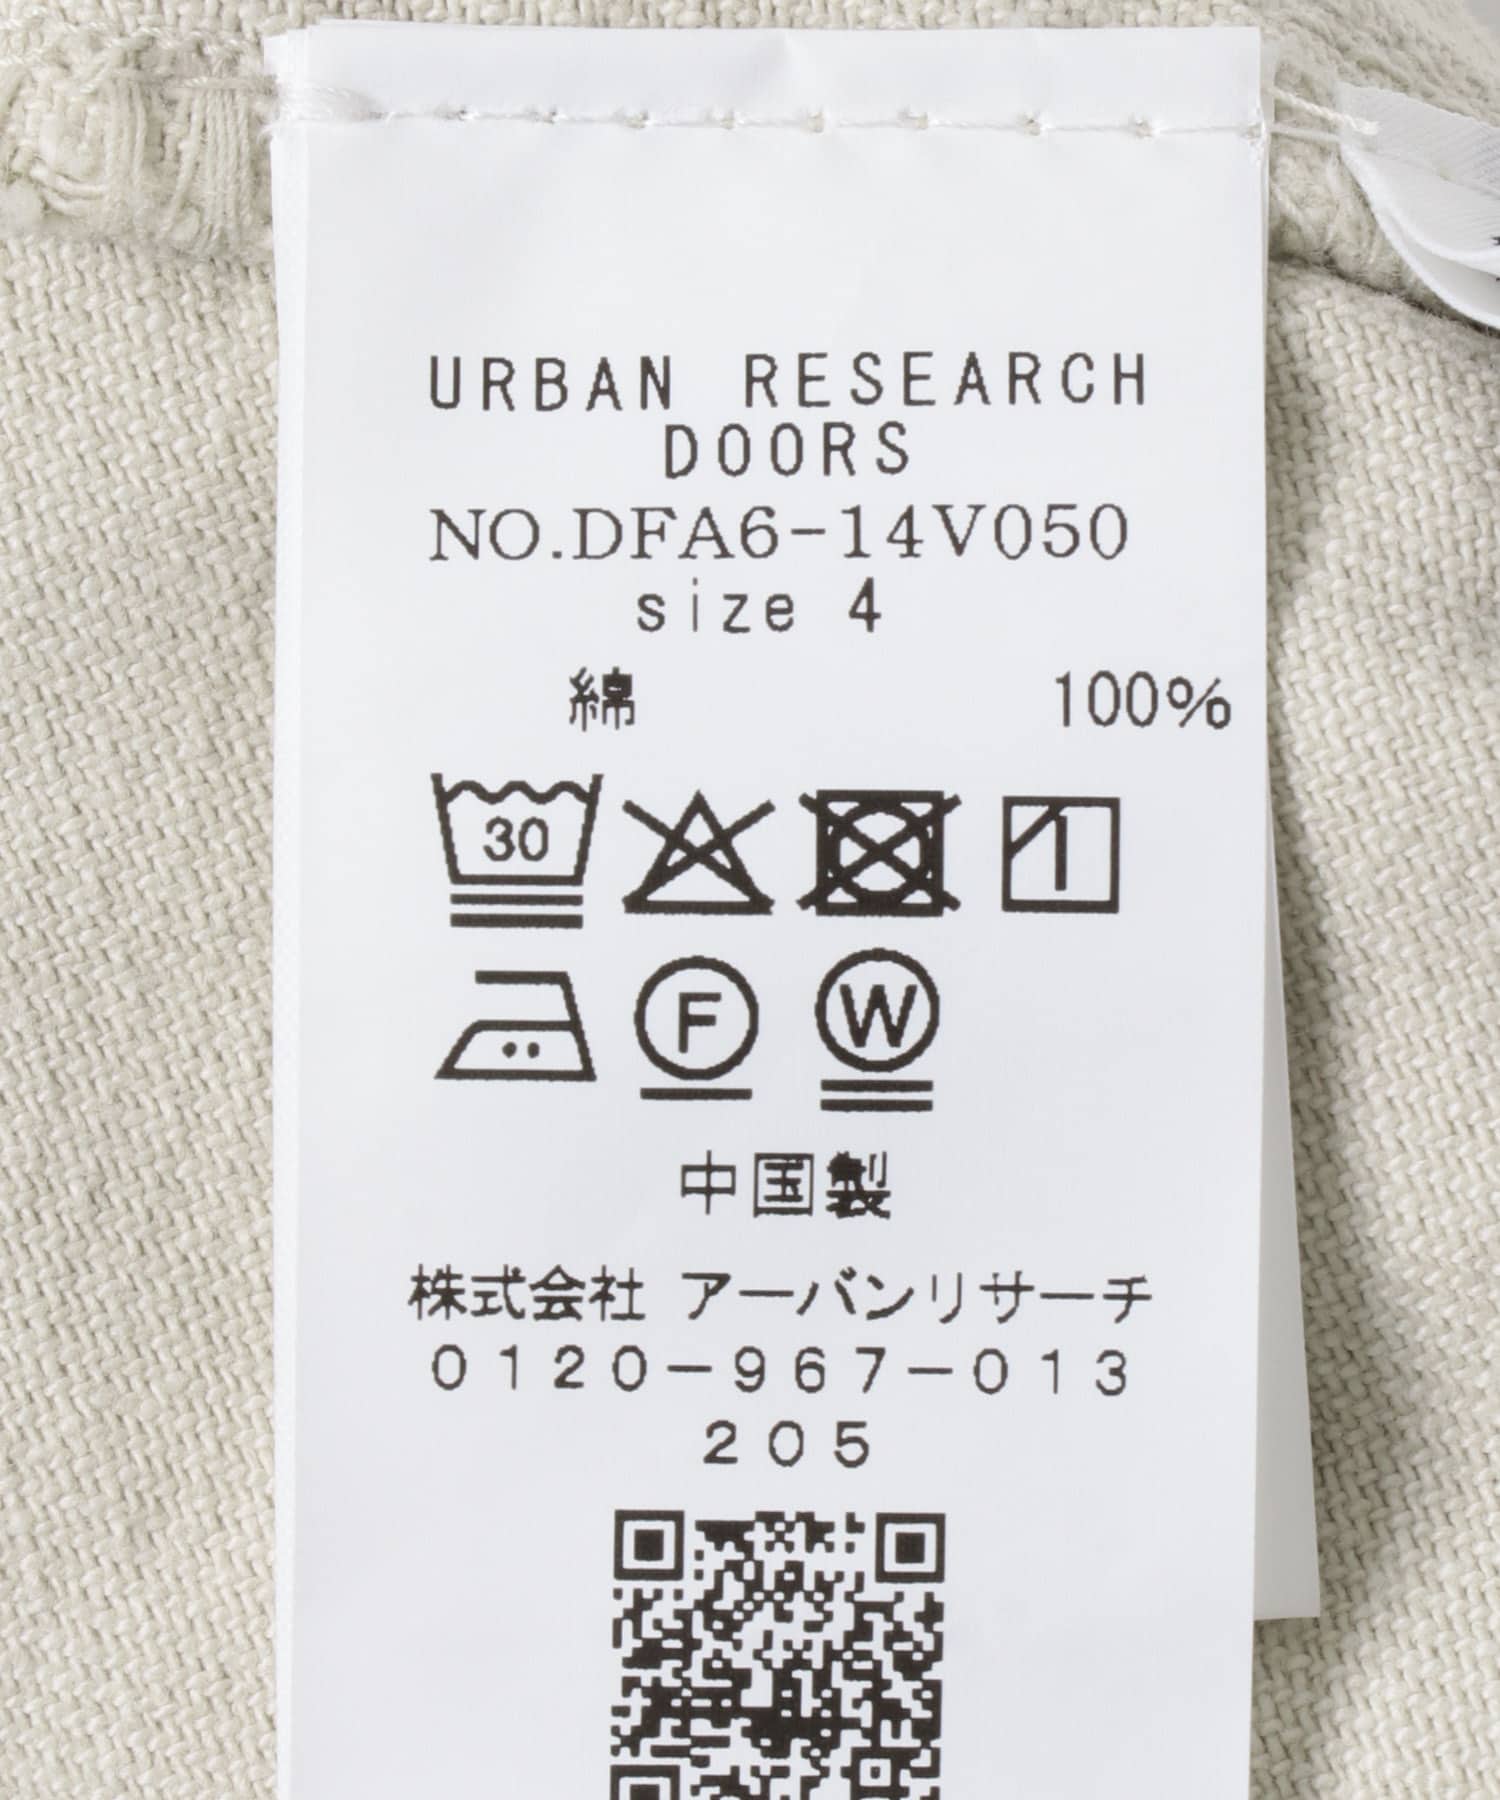 URBAN RESEARCH
DOORS
NO.DFA6-14V050
size 4
綿 100%
30
F W
中国製
株式会社 アーバンリサーチ
0120-967-013
205